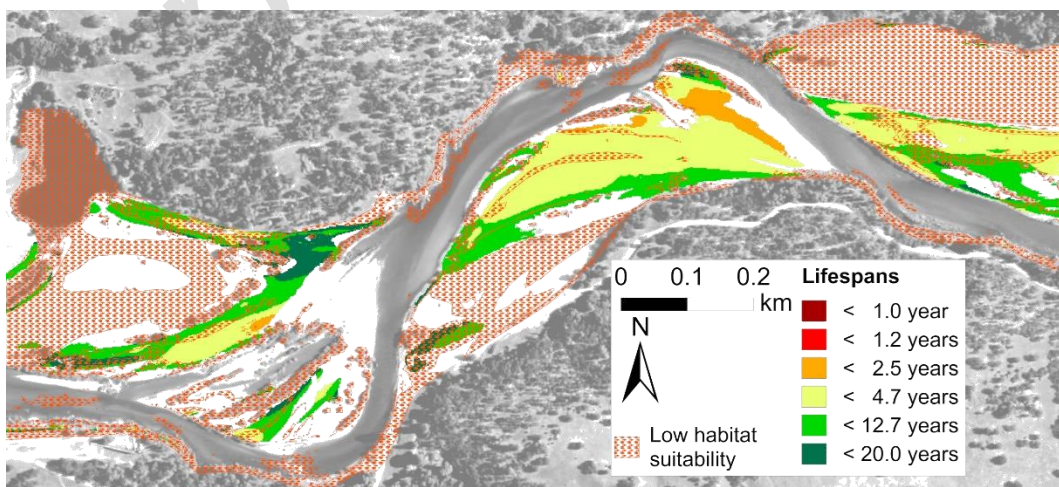 0 0.1 0.2
km
N
Low habitat
suitability
Lifespans
< 1.0 year
< 1.2 years
< 2.5 years
< 4.7 years
< 12.7 years
< 20.0 years